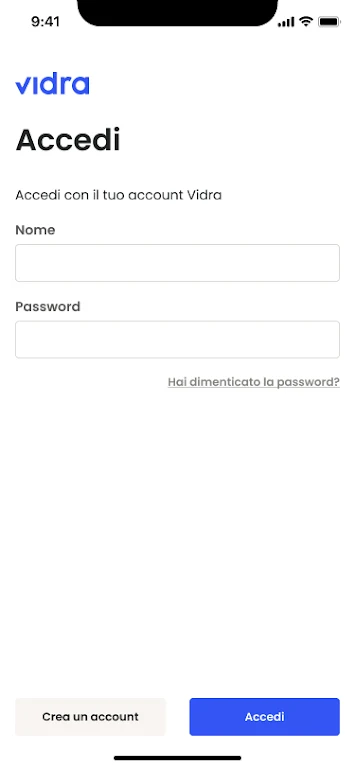 9:41
vidra
Accedi
Accedi con il tuo account Vidra
Nome
Password
Hai dimenticato la password?
Crea un account
Accedi